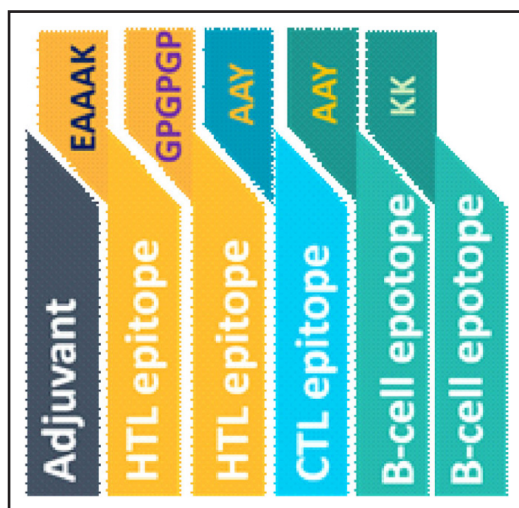 Adjuvant
EAAAK
HTL epitope
GPGPGP
HTL epitope
AAY
CTL epitope
AAY
B-cell epotope
KK
B-cell epotope